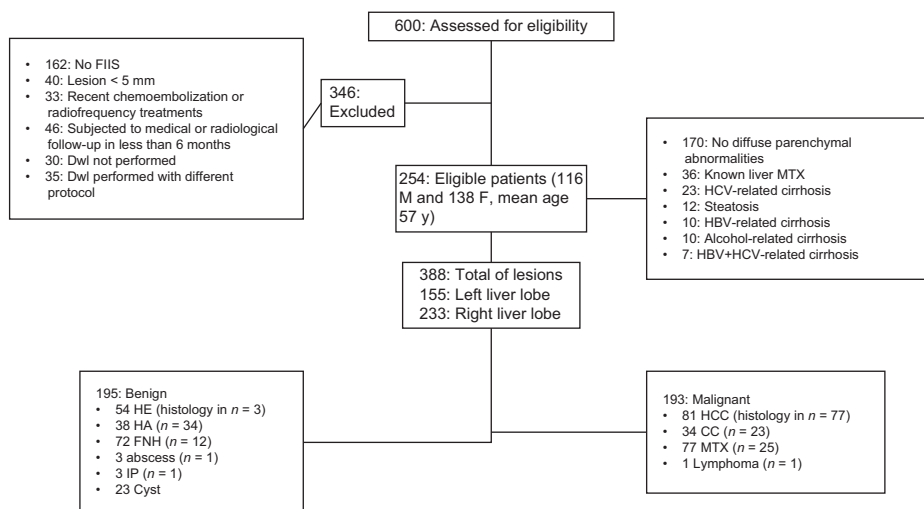 600: Assessed for eligibility
• 162: No FIIS
• 40: Lesion < 5 mm
• 33: Recent chemoembolization or
radiofrequency treatments
• 46: Subjected to medical or radiological
follow-up in less than 6 months
• 30: Dwl not performed
• 35: Dwl performed with different
protocol
346:
Excluded
254: Eligible patients (116
M and 138 F, mean age
57 y)
• 170: No diffuse parenchymal
abnormalities
• 36: Known liver MTX
• 23: HCV-related cirrhosis
• 12: Steatosis
• 10: HBV-related cirrhosis
• 10: Alcohol-related cirrhosis
• 7: HBV+HCV-related cirrhosis
388: Total of lesions
155: Left liver lobe
233: Right liver lobe
195: Benign
• 54 HE (histology in n = 3)
• 38 HA (n = 34)
• 72 FNH (n = 12)
• 3 abscess (n = 1)
• 3 IP (n = 1)
• 23 Cyst
193: Malignant
• 81 HCC (histology in n = 77)
• 34 CC (n = 23)
• 77 MTX (n = 25)
• 1 Lymphoma (n = 1)